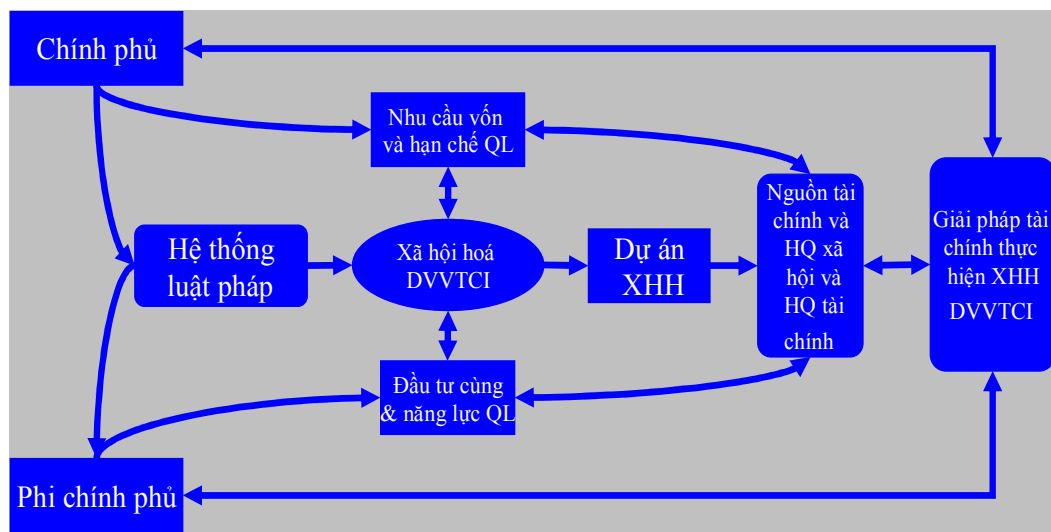 Chính phủ
Nhu cầu vốn
và hạn chế QL
Hệ thống
luật pháp
Xã hội hoá
DVVTCI
Dự án
XHH
Nguồn tài
chính và
HQ xã
hội và
HQ tài
chính
Giải pháp tài
chính thực
hiện XHH
DVVTCI
Đầu tư cùng
& năng lực QL
Phi chính phủ